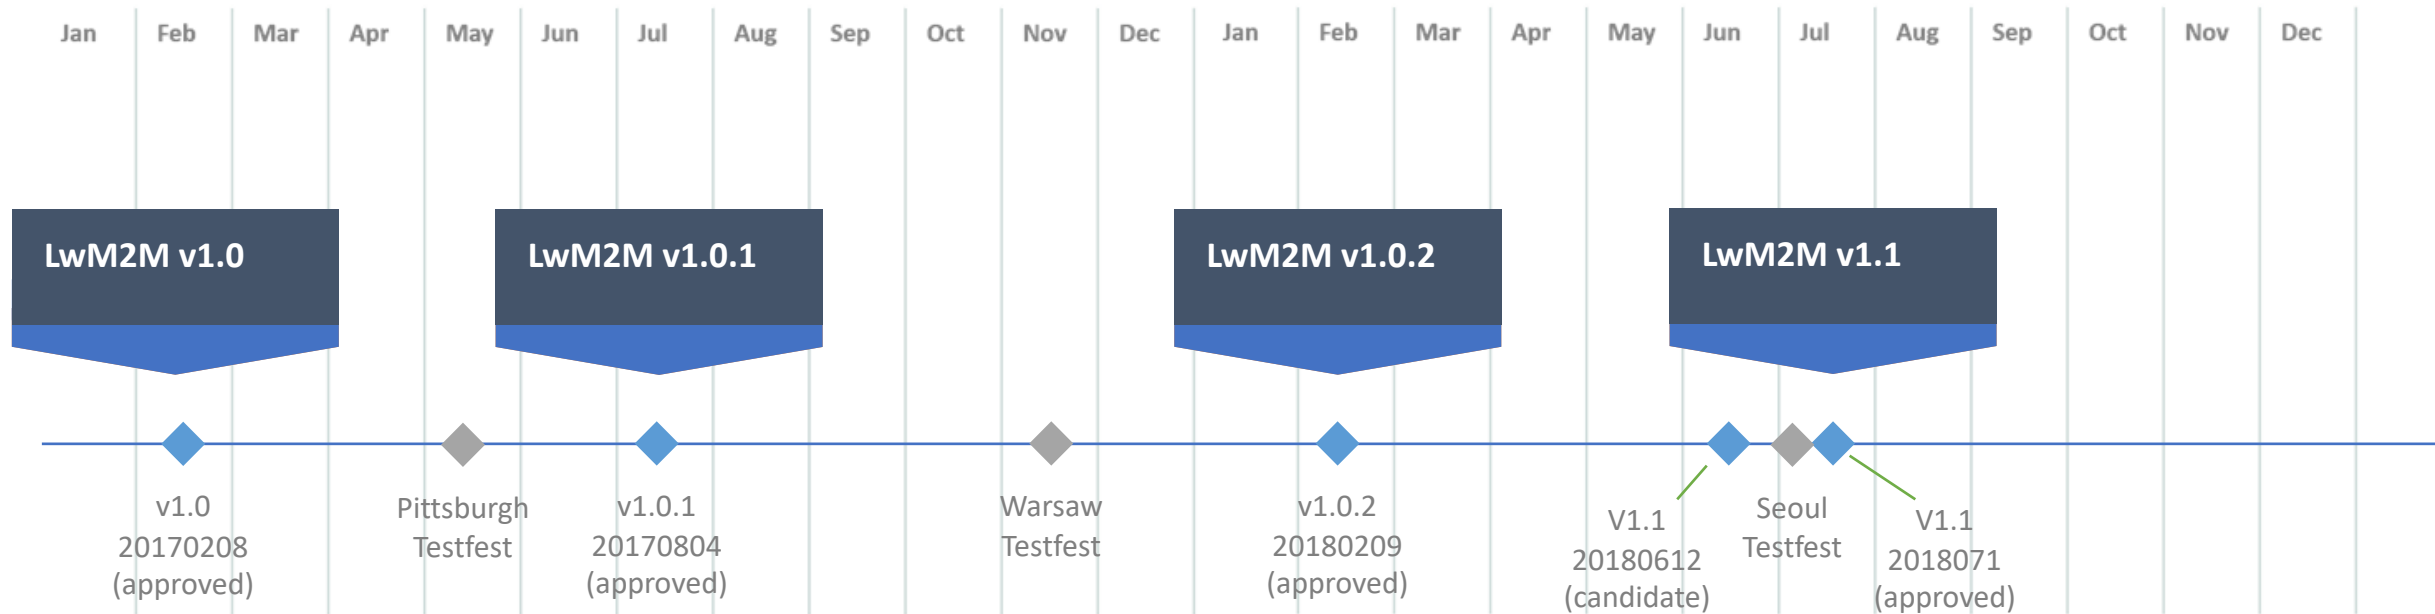 Jan Feb Mar Apr May Jun Jul Aug Sep Oct Nov Dec Jan Feb Mar Apr May Jun Jul Aug Sep Oct Nov Dec
LwM2M v1.0
LwM2M v1.0.1
LwM2M v1.0.2
LwM2M v1.1
v1.0
20170208
(approved)
Pittsburgh
Testfest
v1.0.1
20170804
(approved)
Warsaw
Testfest
v1.0.2
20180209
(approved)
V1.1
20180612
(candidate)
Seoul
Testfest
V1.1
2018071
(approved)